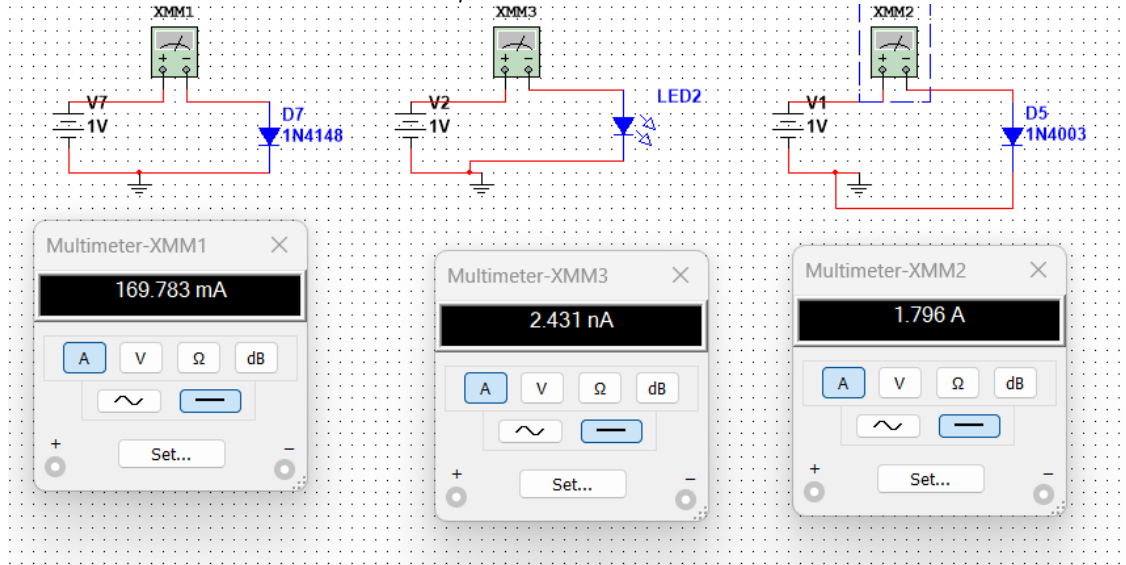 XMM1
V7
1V
D7
1N4148
XMM3
V2
1V
LED2
XMM2
V1
1V
D5
1N4003
Multimeter-XMM1
169.783 mA
A V Ω dB
+ Set... −
Multimeter-XMM3
2.431 nA
A V Ω dB
+ Set... −
Multimeter-XMM2
1.796 A
A V Ω dB
+ Set... −